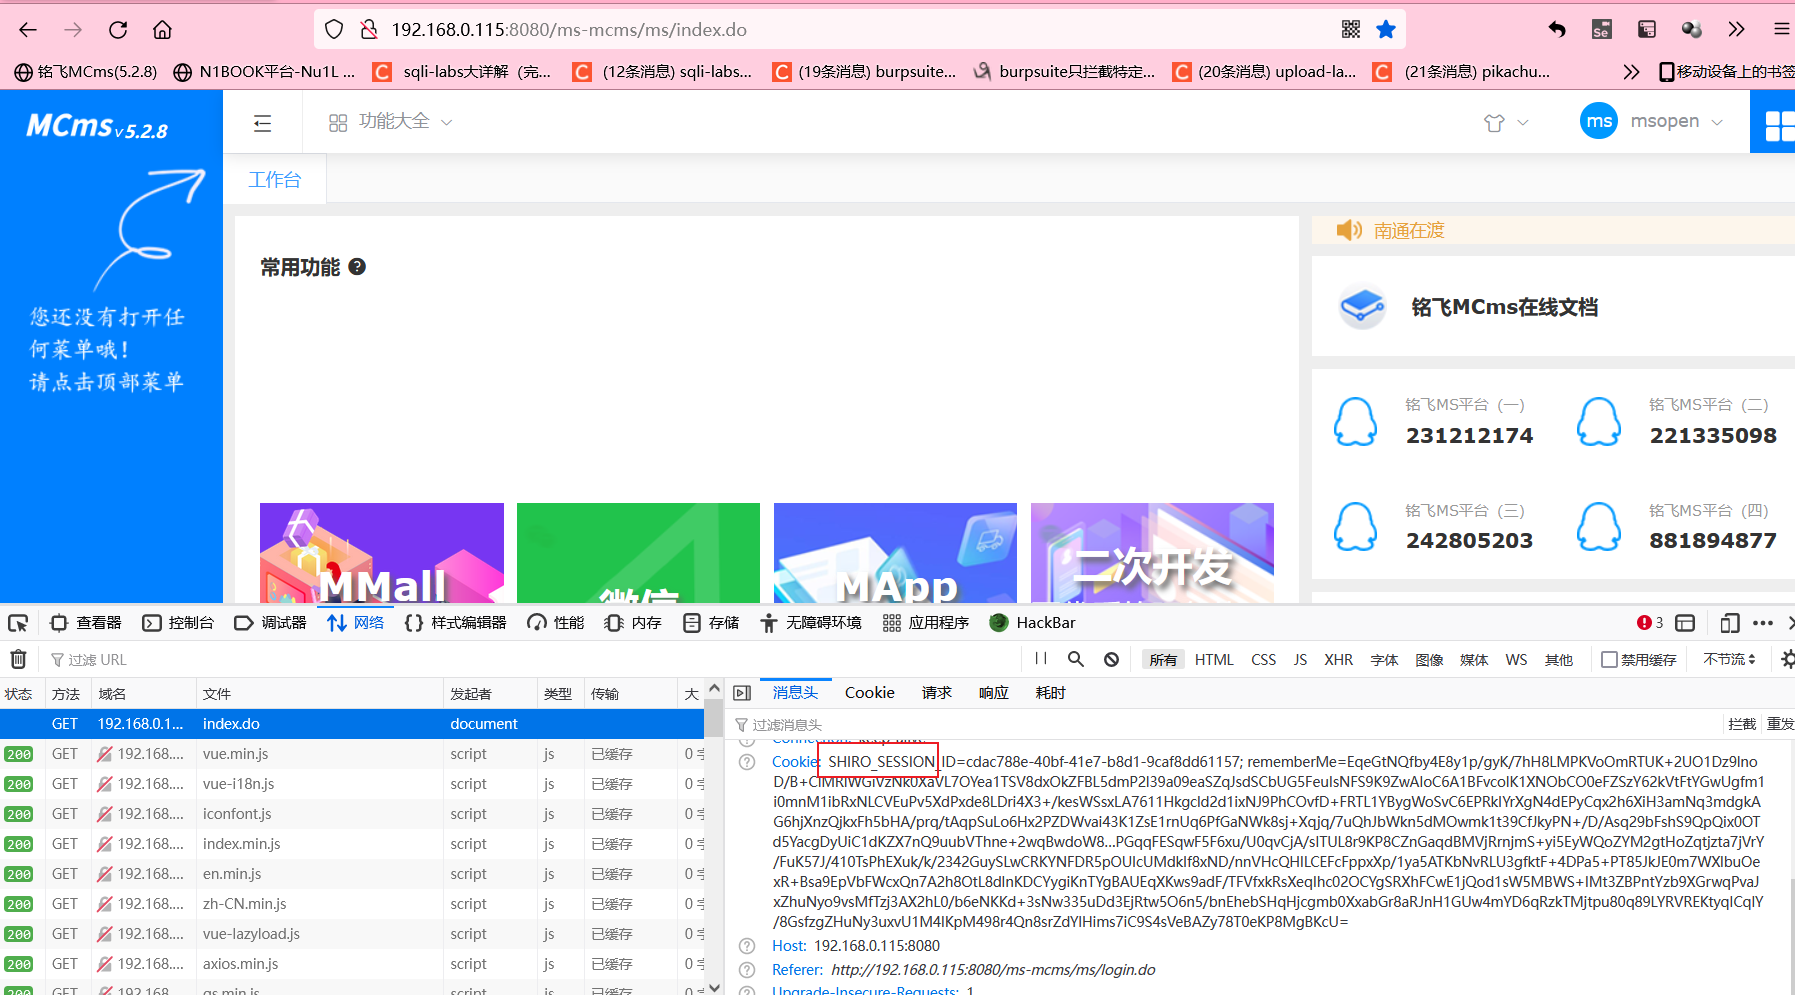 192.168.0.115:8080/ms-mcms/ms/index.do
铭飞MCms(5.2.8)
N1BOOK平台-Nu1L ...
sqli-labs大详解（完...
(12条消息) sqli-labs...
(19条消息) burpsuite...
burpsuite只拦截特定...
(20条消息) upload-la...
(21条消息) pikachu...
移动设备上的书签
MCms v 5.2.8
功能大全
ms
msopen
工作台
您还没有打开任
何菜单哦！
请点击顶部菜单
常用功能
南通在渡
铭飞MCms在线文档
铭飞MS平台（一）
231212174
铭飞MS平台（二）
221335098
铭飞MS平台（三）
242805203
铭飞MS平台（四）
881894877
MMall
微信
MApp
二次开发
查看器
控制台
调试器
网络
样式编辑器
性能
内存
存储
无障碍环境
应用程序
HackBar
3
过滤 URL
所有
HTML
CSS
JS
XHR
字体
图像
媒体
WS
其他
禁用缓存
不节流
状态 方法 域名 文件 发起者 类型 传输 大
GET 192.168.0.1... index.do document
200 GET 192.168.... vue.min.js script js 已缓存 0
200 GET 192.168.... vue-i18n.js script js 已缓存 0
200 GET 192.168.... iconfont.js script js 已缓存 0
200 GET 192.168.... index.min.js script js 已缓存 0
200 GET 192.168.... en.min.js script js 已缓存 0
200 GET 192.168.... zh-CN.min.js script js 已缓存 0
200 GET 192.168.... vue-lazyload.js script js 已缓存 0
200 GET 192.168.... axios.min.js script js 已缓存 0
200 GET 192.168.... qs.min.js script js 已缓存 0
消息头
Cookie
请求
响应
耗时
过滤消息头
拦截
重发
Connection: keep-alive
Cookie: SHIRO_SESSION_ID=cdac788e-40bf-41e7-b8d1-9caf8dd61157; rememberMe=EqeGtNQfby4E8y1p/gyK/7hH8LMPKVoOmRTUK+2UO1Dz9lno
D/B+ClMRlWGiVzNk0XaVL7OYea1TSV8dxOkZFBL5dmP2l39a09eaSZqJsdSCbUG5FeuIsNFS9K9ZwAIoC6A1BFvcolK1XNObCO0eFZSzY62kVtFtYGwUgfm1
i0mnM1ibRxNLCVEuPv5XdPxde8LDri4X3+/kesWSsxLA7611Hkgcld2d1ixNJ9PhCOvfD+FRTL1YBygWoSvC6EPRklYrXgN4dEPyCqx2h6XiH3amNq3mdgkA
G6hjXnzQjkxFh5bHA/prq/tAqpSuLo6Hx2PZDWvai43K1ZsE1rnUq6PfGaNWk8sj+Xqjq/7uQhJbWkn5dMOwmk1t39CfJkyPN+/D/Asq29bFshS9QpQix0OT
d5YacgDyUiC1dKZX7nQ9uubVThne+2wqBwdoW8...PGqqFESqwF5F6xu/U0qvCjA/sITUL8r9KP8CZnGaqdBMVjRrnjmS+yi5EyWQoZYM2gtHoZqtjzta7jVrY
/FuK57J/410TsPhEXuk/k/2342GuySLwCRKYNFDR5pOUIcUMdkIf8xND/nnVHcQHILCEFcFppxXp/1ya5ATKbNvRLU3gfktF+4DPa5+PT85JkJE0m7WXlbuOe
xR+Bsa9EpVbFWcxQn7A2h8OtL8dlnKDCYygiKnTYgBAUEqXKws9adF/TFVfxkRsXeqIhc02OCYgSRXhFCwE1jQod1sW5MBWS+IMt3ZBPntYzb9XGrwqPvaJ
xZhuNyo9vsMfTzj3AX2hL0/b6eNKKd+3sNw335uDd3EjRtw5O6n5/bnEhebSHqHjcgmb0XxabGr8aRJnH1GUw4mYD6qRzkTMjtpu80q89LYRVREKtyqlCqlY
/8GsfzgZHuNy3uxvU1M4lKpM498r4Qn8srZdYlHims7iC9S4sVeBAZy78T0eKP8MgBKcU=
Host: 192.168.0.115:8080
Referer: http://192.168.0.115:8080/ms-mcms/ms/login.do
Upgrade-Insecure-Requests: 1